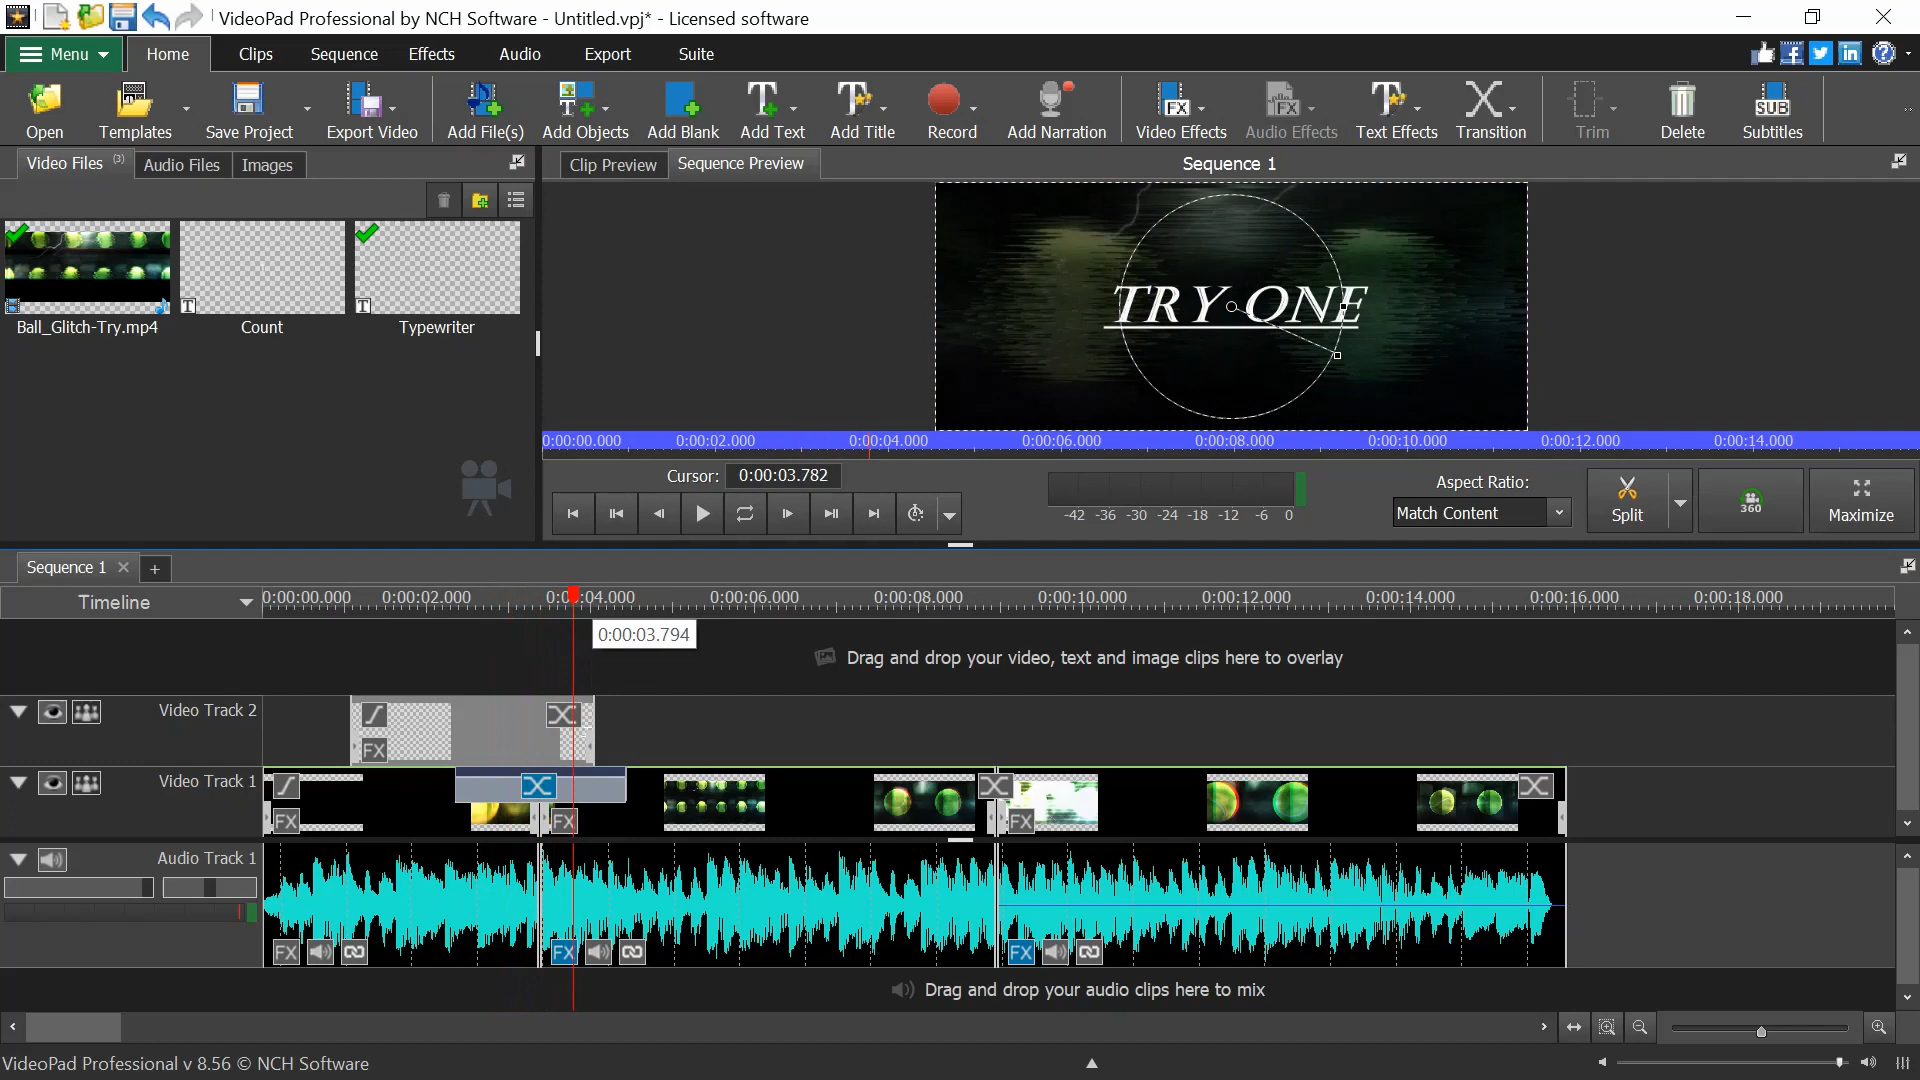 VideoPad Professional by NCH Software - Untitled.vpj* - Licensed software
Menu Home Clips Sequence Effects Audio Export Suite
Open Templates Save Project Export Video Add File(s) Add Objects Add Blank Add Text Add Title Record Add Narration Video Effects Audio Effects Text Effects Transition Trim Delete Subtitles
Video Files (3) Audio Files Images
Clip Preview Sequence Preview Sequence 1
Ball_Glitch-Try.mp4 Count Typewriter
TRY ONE
0:00:00.000 0:00:02.000 0:00:04.000 0:00:06.000 0:00:08.000 0:00:10.000 0:00:12.000 0:00:14.000
Cursor: 0:00:03.782
-42 -36 -30 -24 -18 -12 -6 0
Aspect Ratio:
Match Content
Split
360
Maximize
Sequence 1
Timeline
0:00:00.000 0:00:02.000 0:00:04.000 0:00:06.000 0:00:08.000 0:00:10.000 0:00:12.000 0:00:14.000 0:00:16.000 0:00:18.000
0:00:03.794
Drag and drop your video, text and image clips here to overlay
Video Track 2
FX
Video Track 1
FX FX FX
Audio Track 1
FX FX FX
Drag and drop your audio clips here to mix
VideoPad Professional v 8.56 © NCH Software